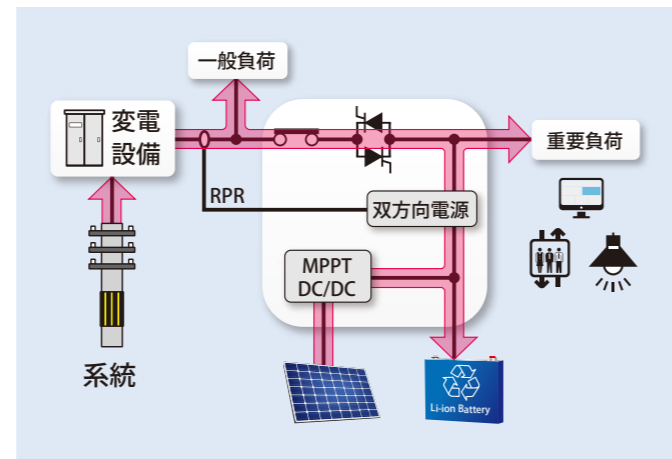 一般負荷
変電
設備
重要負荷
RPR
双方向電源
MPPT
DC/DC
系統
Li-ion Battery